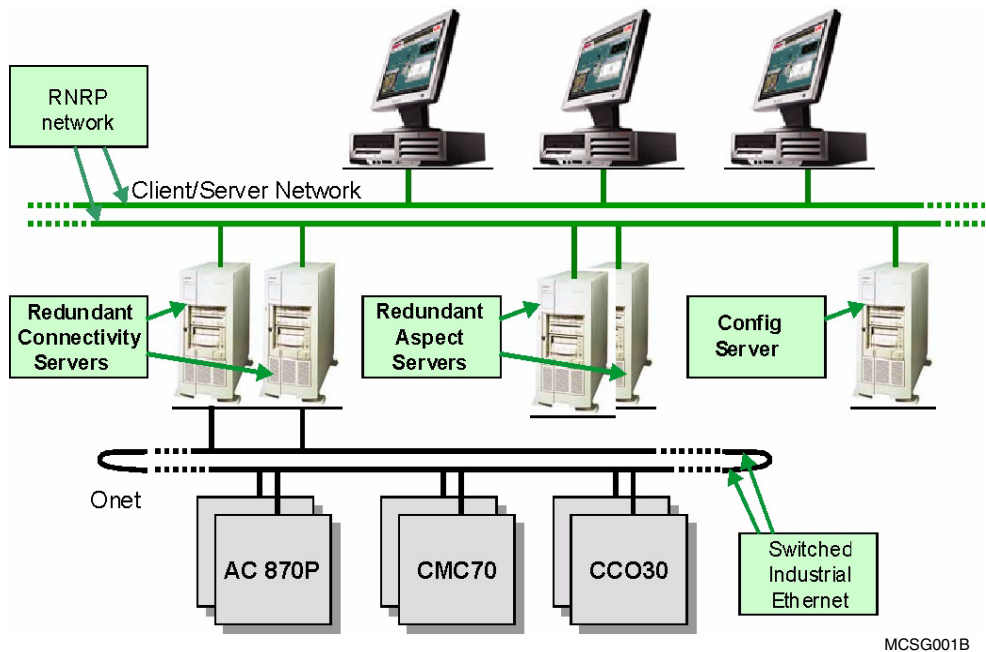 RNRP
network
Client/Server Network
Redundant
Connectivity
Servers
Redundant
Aspect
Servers
Config
Server
Onet
AC 870P
CMC70
CCO30
Switched
Industrial
Ethernet
MCSG001B